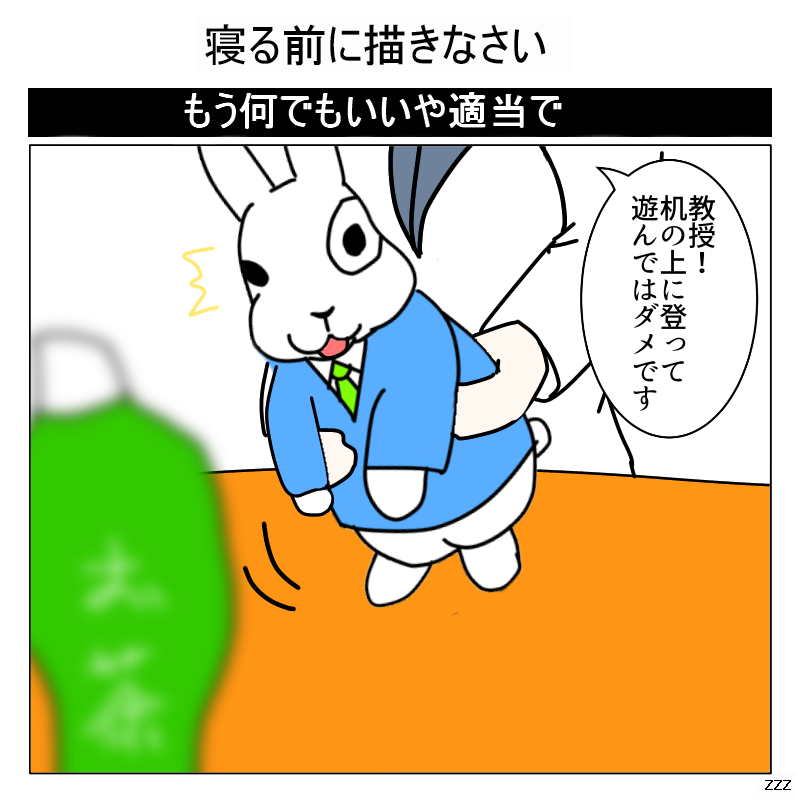 寝る前に描きなさい
もう何でもいいや適当で
教授！
机の上に登って
遊んではダメです
お茶
zzz